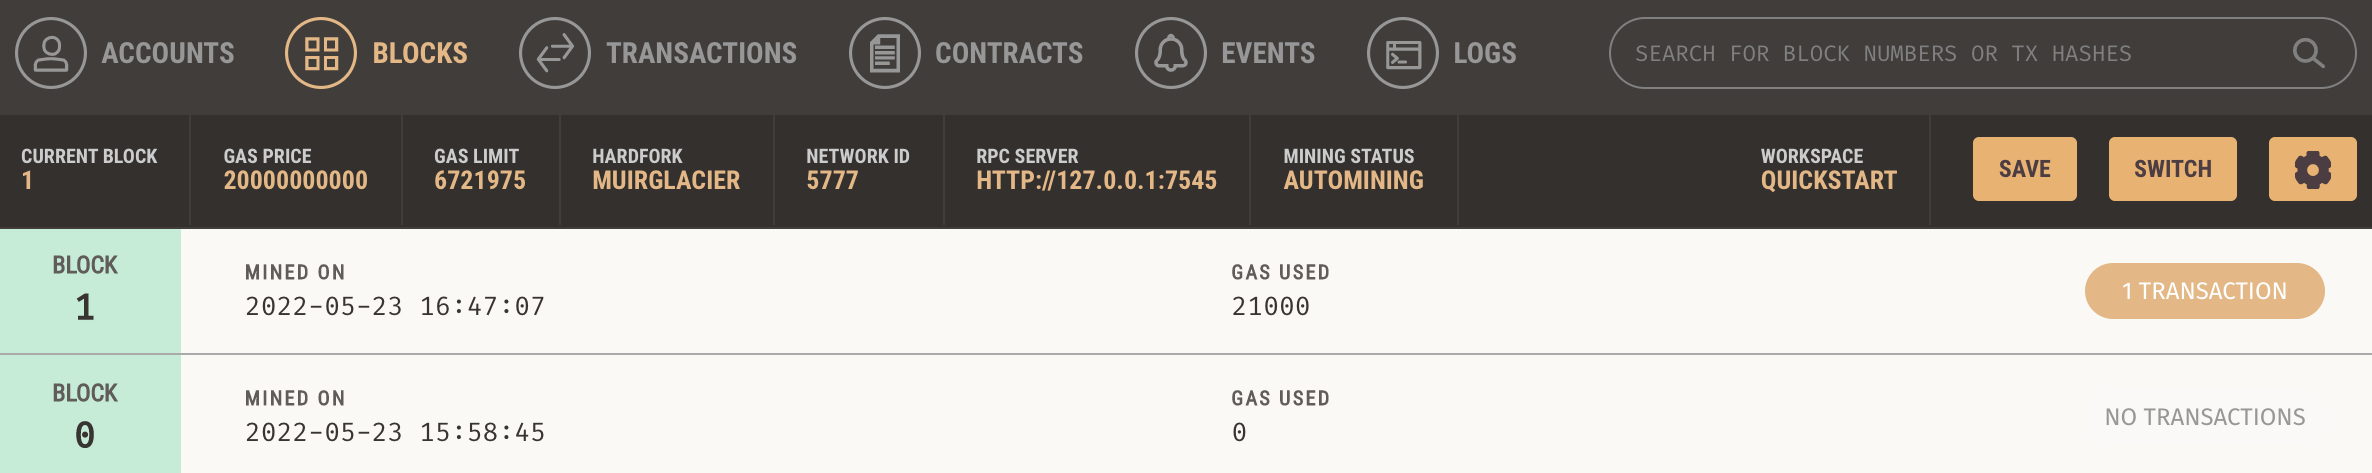 ACCOUNTS BLOCKS TRANSACTIONS CONTRACTS EVENTS LOGS SEARCH FOR BLOCK NUMBERS OR TX HASHES
CURRENT BLOCK GAS PRICE GAS LIMIT HARDFORK NETWORK ID RPC SERVER MINING STATUS WORKSPACE
1 20000000000 6721975 MUIRGLACIER 5777 HTTP://127.0.0.1:7545 AUTOMINING QUICKSTART SAVE SWITCH
BLOCK MINED ON GAS USED
1 2022-05-23 16:47:07 21000 1 TRANSACTION
BLOCK MINED ON GAS USED
0 2022-05-23 15:58:45 0 NO TRANSACTIONS